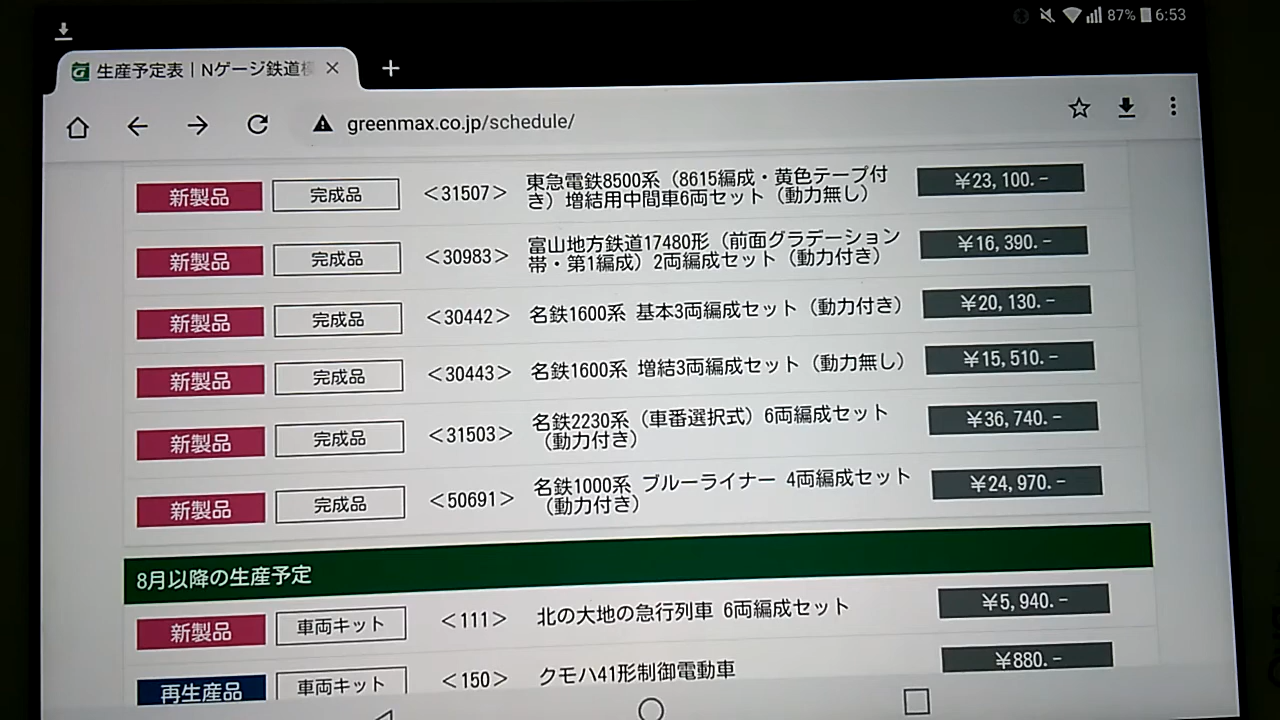 87% 6:53
生産予定表 | Nゲージ鉄道模
greenmax.co.jp/schedule/
新製品 完成品 <31507> 東急電鉄8500系（8615編成・黄色テープ付 ¥23,100.-
き）増結用中間車6両セット（動力無し）
新製品 完成品 <30983> 富山地方鉄道17480形（前面グラデーション ¥16,390.-
帯・第1編成）2両編成セット（動力付き）
新製品 完成品 <30442> 名鉄1600系 基本3両編成セット（動力付き） ¥20,130.-
新製品 完成品 <30443> 名鉄1600系 増結3両編成セット（動力無し） ¥15,510.-
新製品 完成品 <31503> 名鉄2230系（車番選択式）6両編成セット ¥36,740.-
（動力付き）
新製品 完成品 <50691> 名鉄1000系 ブルーライナー 4両編成セット ¥24,970.-
（動力付き）
8月以降の生産予定
新製品 車両キット <111> 北の大地の急行列車 6両編成セット ¥5,940.-
再生産品 車両キット <150> クモハ41形制御電動車 ¥880.-